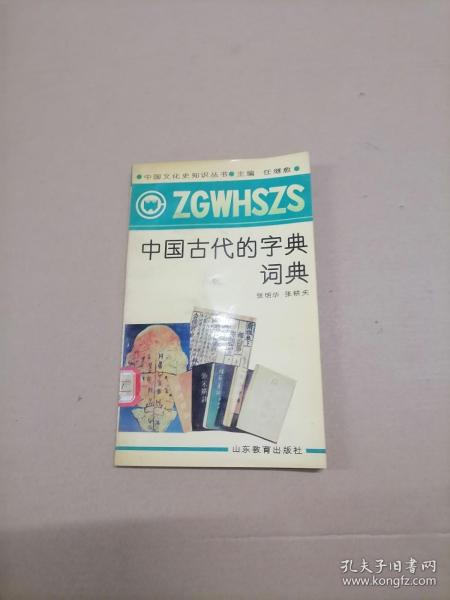 ●中国文化史知识丛书●主编 任继愈●
ZGWHSZS
中国古代的字典
词典
张明华 张耕夫
山东教育出版社
孔夫子旧书网
www.kongfz.com